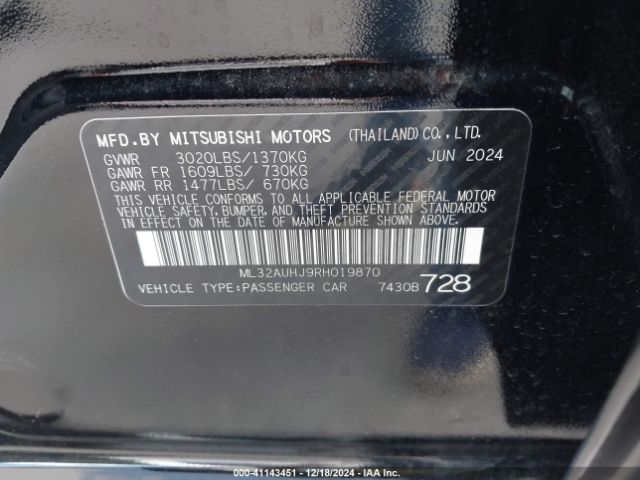 MFD.BY MITSUBISHI MOTORS (THAILAND)CO.,LTD.
GVWR 3020LBS/1370KG JUN 2024
GAWR FR 1609LBS/ 730KG
GAWR RR 1477LBS/ 670KG
THIS VEHICLE CONFORMS TO ALL APPLICABLE FEDERAL MOTOR
VEHICLE SAFETY, BUMPER, AND THEFT PREVENTION STANDARDS
IN EFFECT ON THE DATE OF MANUFACTURE SHOWN ABOVE.
ML32AUHJ9RH019870
VEHICLE TYPE:PASSENGER CAR 7430B 728
00-41143451 - 12/18/2024 - IAA Inc.